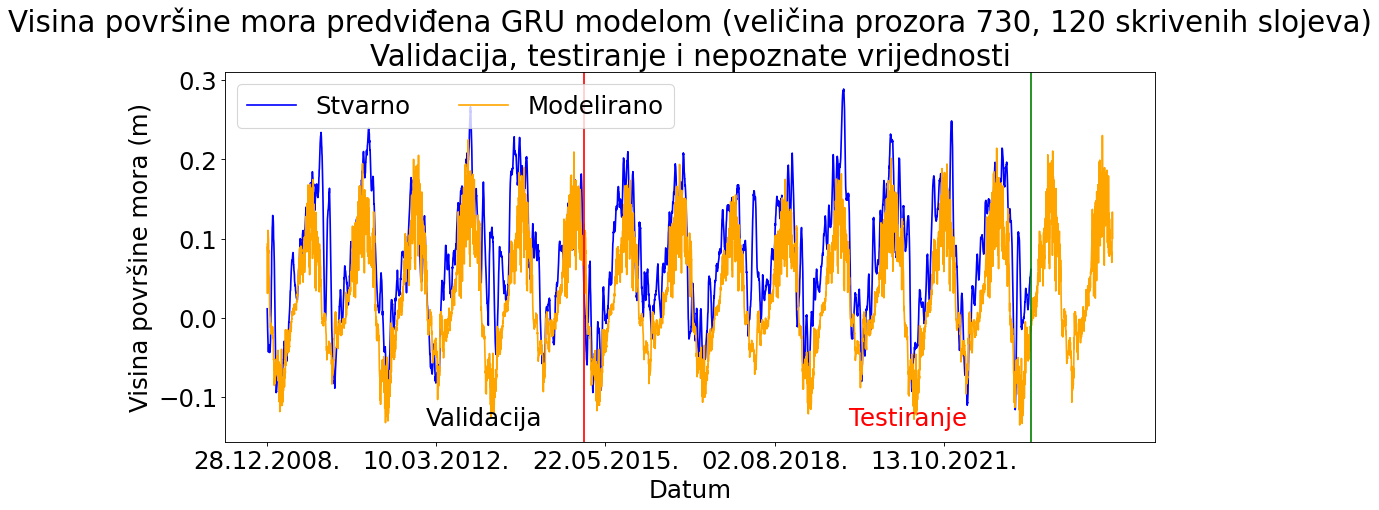 Visina površine mora predviđena GRU modelom (veličina prozora 730, 120 skrivenih slojeva)
Validacija, testiranje i nepoznate vrijednosti
Stvarno
Modelirano
Visina površine mora (m)
0.3
0.2
0.1
0.0
−0.1
Validacija
Testiranje
28.12.2008.
10.03.2012.
22.05.2015.
02.08.2018.
13.10.2021.
Datum